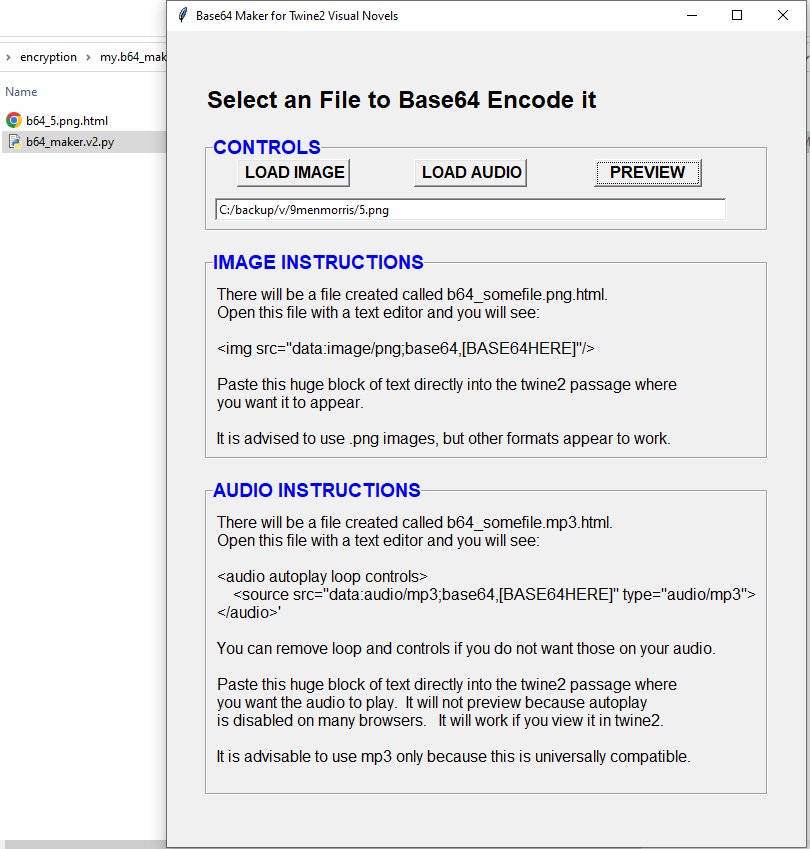 Base64 Maker for Twine2 Visual Novels
encryption
my.b64_mak
Name
b64_5.png.html
b64_maker.v2.py
Select an File to Base64 Encode it
CONTROLS
LOAD IMAGE
LOAD AUDIO
PREVIEW
C:/backup/v/9menmorris/5.png
IMAGE INSTRUCTIONS
There will be a file created called b64_somefile.png.html.
Open this file with a text editor and you will see:
<img src="data:image/png;base64,[BASE64HERE]"/>
Paste this huge block of text directly into the twine2 passage where
you want it to appear.
It is advised to use .png images, but other formats appear to work.
AUDIO INSTRUCTIONS
There will be a file created called b64_somefile.mp3.html.
Open this file with a text editor and you will see:
<audio autoplay loop controls>
<source src="data:audio/mp3;base64,[BASE64HERE]" type="audio/mp3">
</audio>'
You can remove loop and controls if you do not want those on your audio.
Paste this huge block of text directly into the twine2 passage where
you want the audio to play.  It will not preview because autoplay
is disabled on many browsers.   It will work if you view it in twine2.
It is advisable to use mp3 only because this is universally compatible.